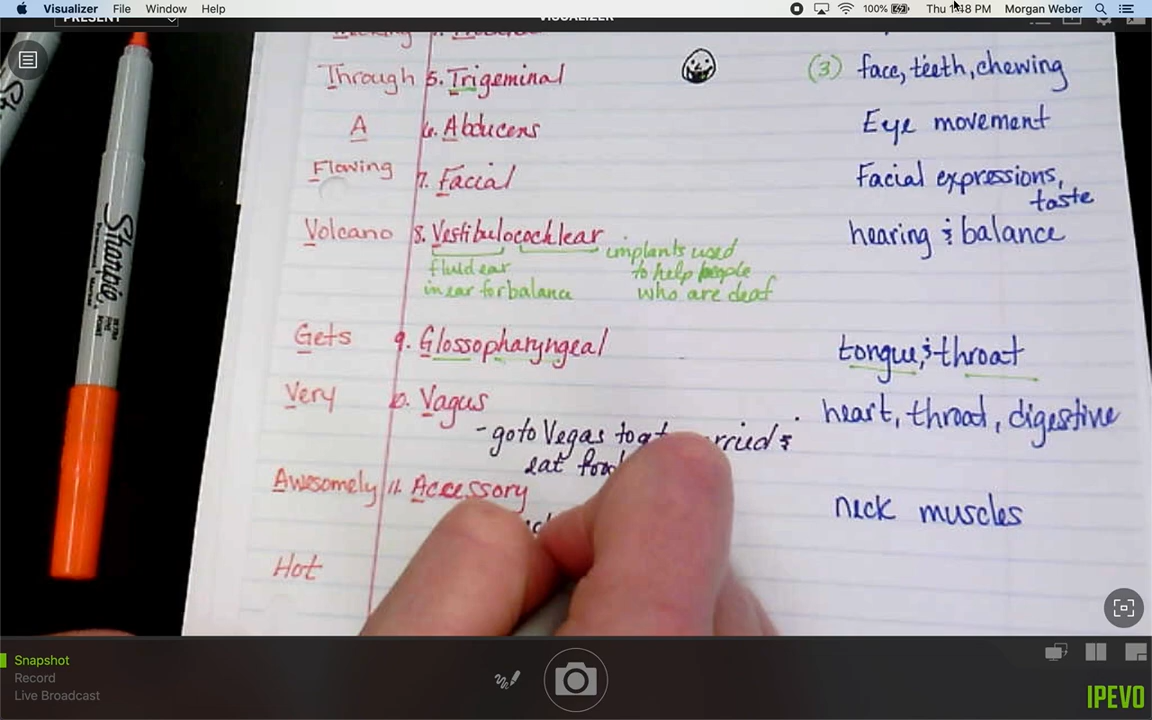 Visualizer File Window Help 100% Thu 1:48 PM Morgan Weber
PRESENT VISUALIZER
Through 5. Trigeminal (3) face, teeth, chewing
A 6. Abducens Eye movement
Flowing 7. Facial Facial expressions,
taste
Volcano 8. Vestibulocochlear hearing & balance
implants used
fluid ear to help people
in ear for balance who are deaf
Gets 9. Glossopharyngeal tongue & throat
Very 10. Vagus heart, throat, digestive
- go to Vegas to &
eat
Awesomely 11. Accessory neck muscles
Hot
Sharpie
Snapshot
Record
Live Broadcast
IPEVO